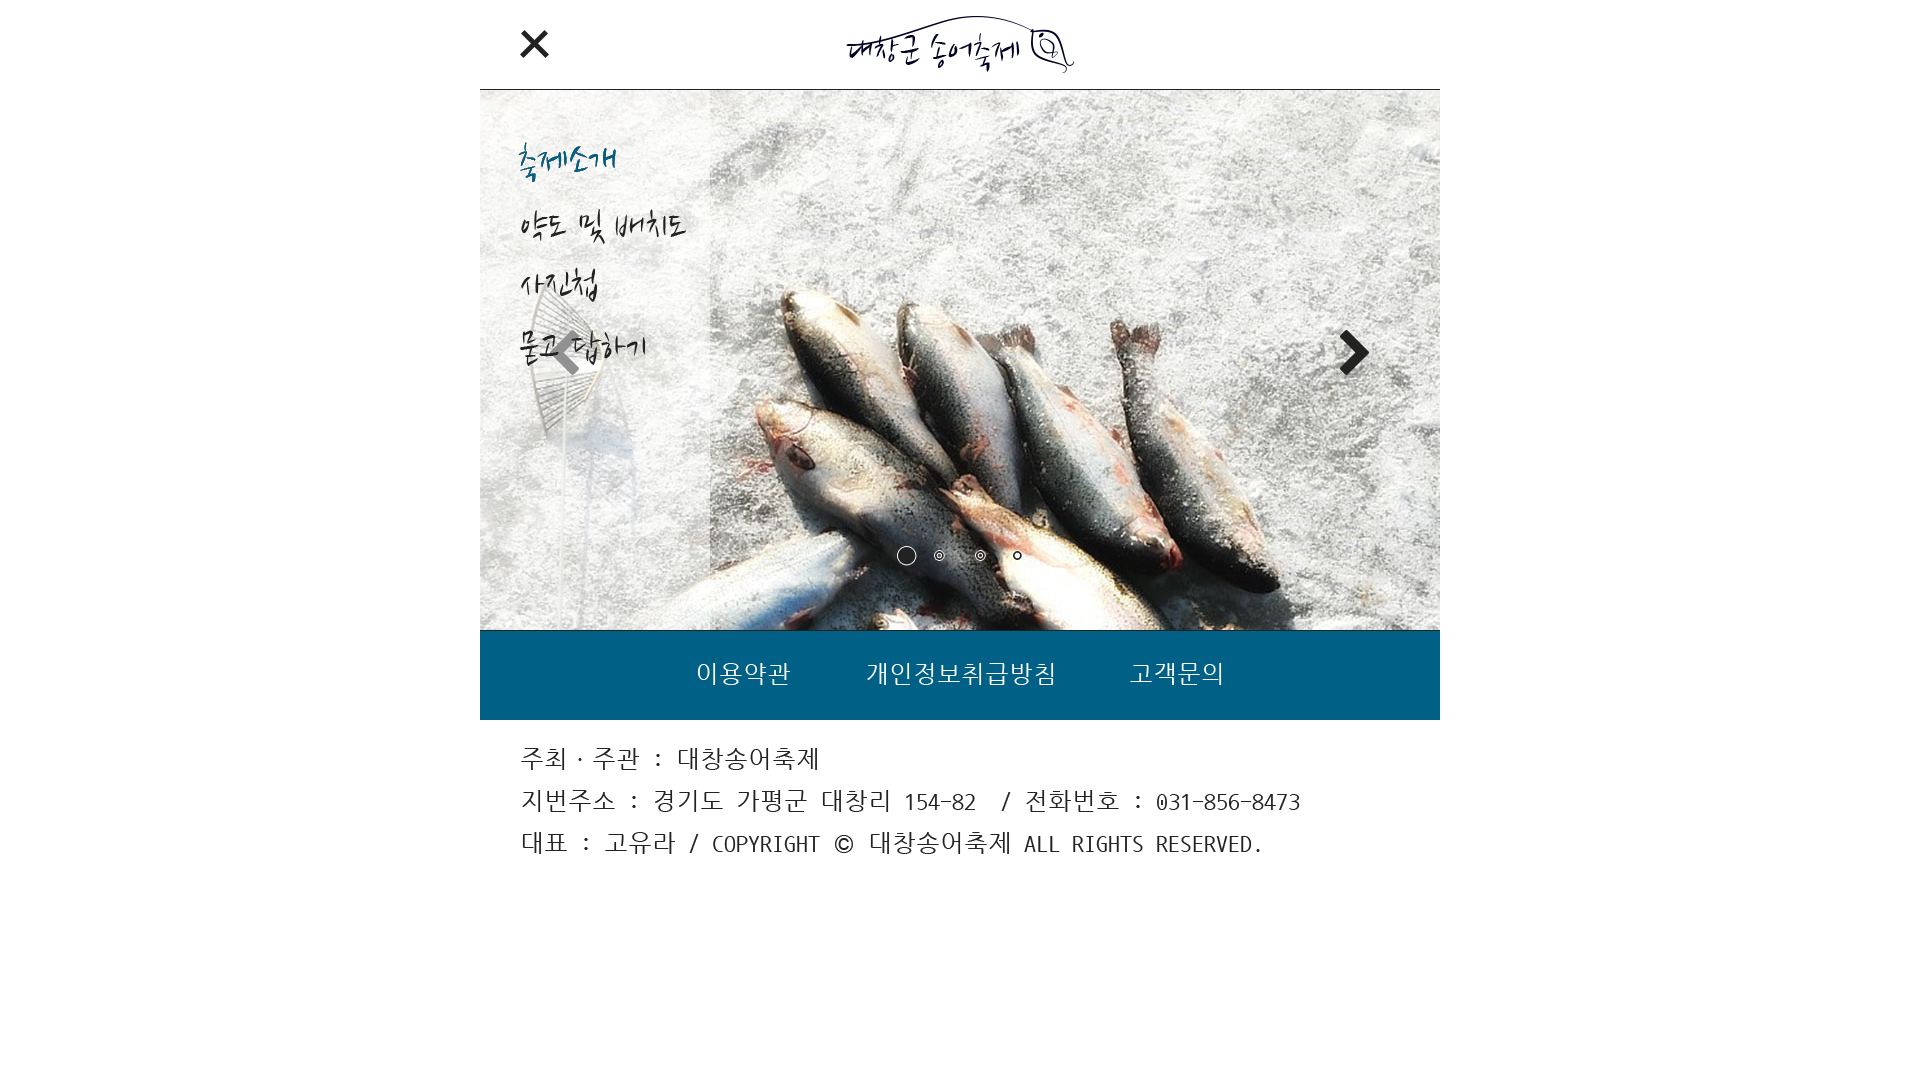 대창군 송어축제
축제소개
약도 및 배치도
사진첩
묻고 답하기
이용약관 개인정보취급방침 고객문의
주최 · 주관 : 대창송어축제
지번주소 : 경기도 가평군 대창리 154-82 / 전화번호 : 031-856-8473
대표 : 고유라 / COPYRIGHT © 대창송어축제 ALL RIGHTS RESERVED.